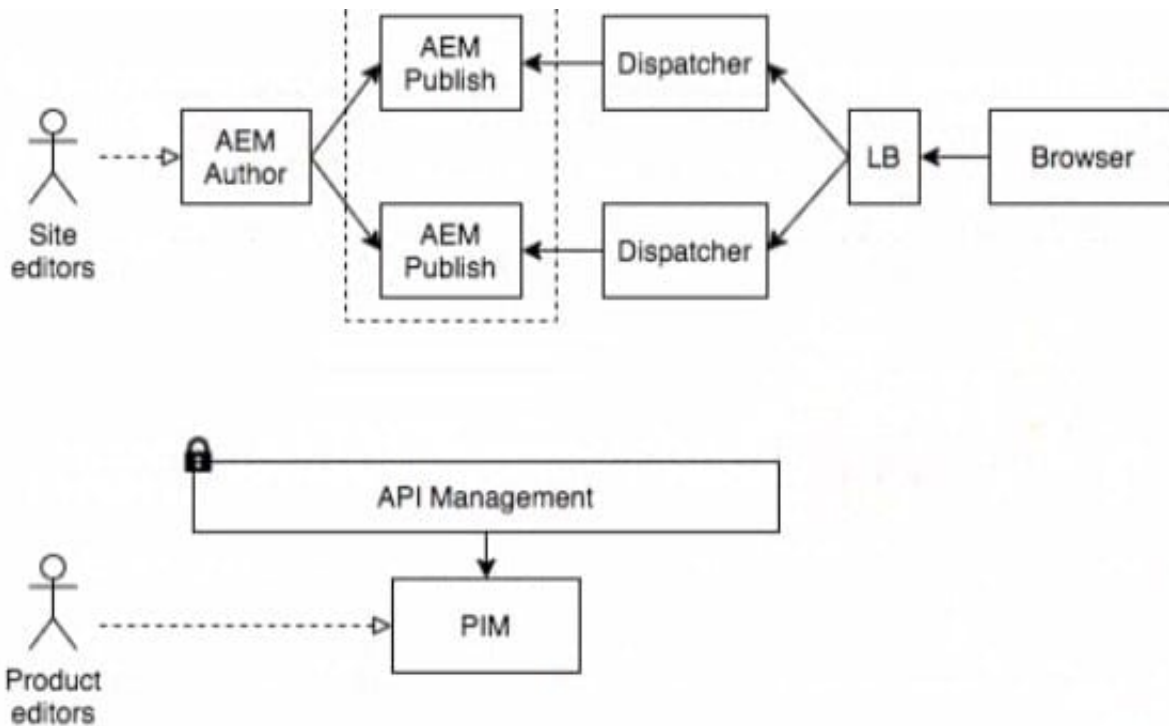 AEM
Publish
Dispatcher
AEM
Author
LB
Browser
Site
editors
AEM
Publish
Dispatcher
API Management
PIM
Product
editors